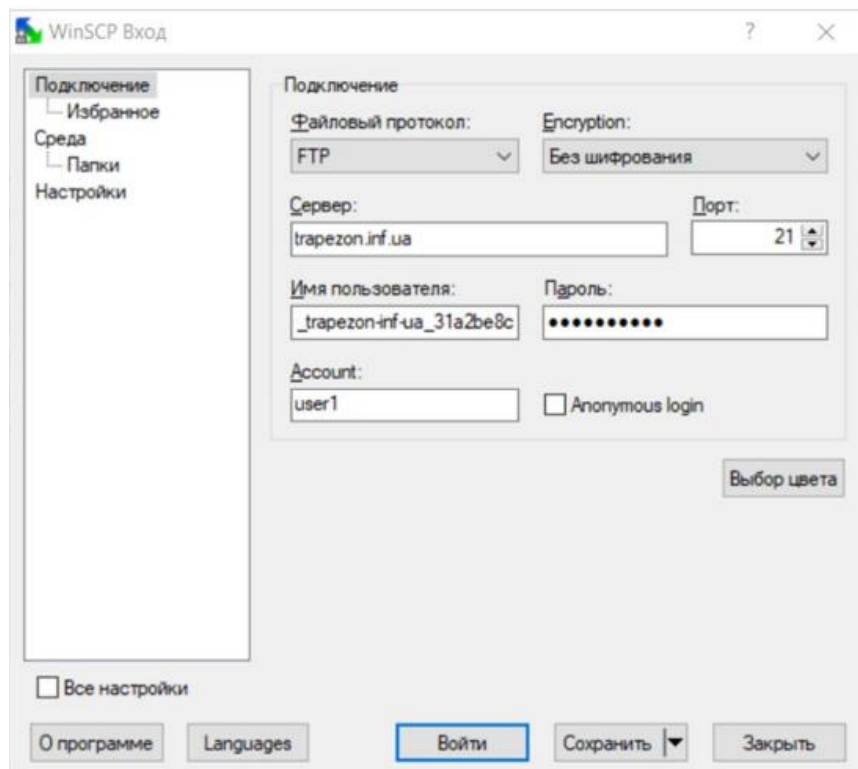 WinSCP Вход
Подключение
Избранное
Среда
Папки
Настройки
Подключение
Файловый протокол:
Encryption:
FTP
Без шифрования
Сервер:
Порт:
trapezon.inf.ua
21
Имя пользователя:
Пароль:
_trapezon-inf-ua_31a2be8c
••••••••••
Account:
user1
Anonymous login
Выбор цвета
Все настройки
О программе
Languages
Войти
Сохранить
Закрыть